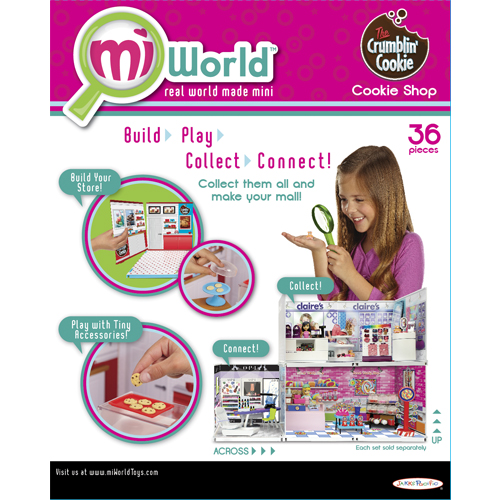 miWorld™
real world made mini
The Crumblin' Cookie
Cookie Shop
Build Play
Collect Connect!
36
pieces
Collect them all and
make your mall!
Build Your
Store!
Collect!
claire's claire's
Play with Tiny
Accessories!
Connect!
ACROSS
UP
Each set sold separately
Visit us at www.miWorldToys.com
JAKKS Pacific